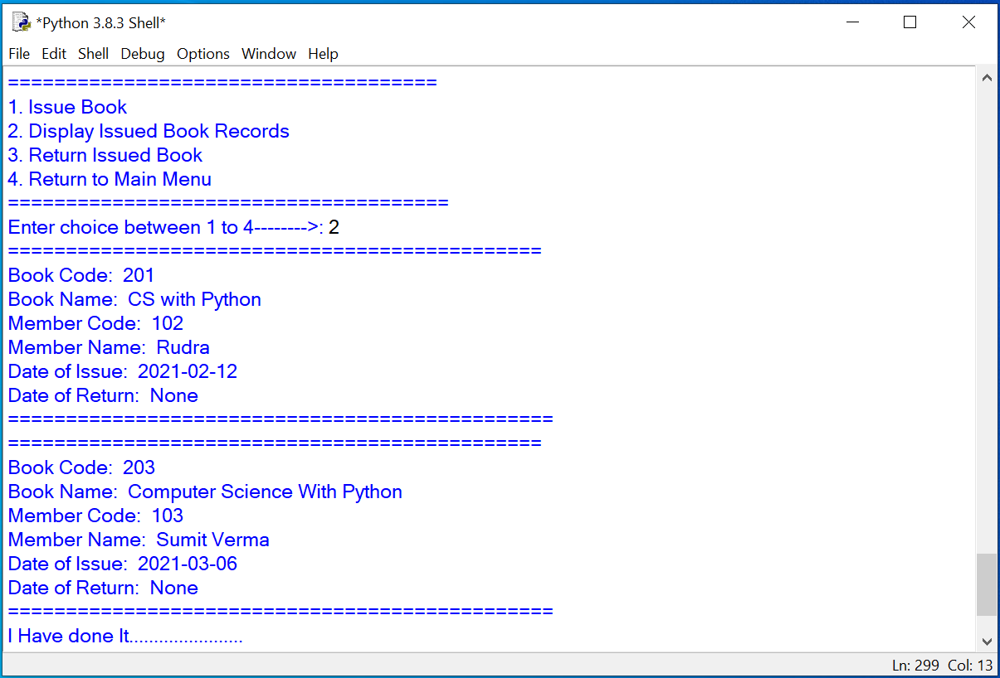 *Python 3.8.3 Shell*
File Edit Shell Debug Options Window Help
=====================================
1. Issue Book
2. Display Issued Book Records
3. Return Issued Book
4. Return to Main Menu
======================================
Enter choice between 1 to 4-------->: 2
==============================================
Book Code:  201
Book Name:  CS with Python
Member Code:  102
Member Name:  Rudra
Date of Issue:  2021-02-12
Date of Return:  None
===============================================
==============================================
Book Code:  203
Book Name:  Computer Science With Python
Member Code:  103
Member Name:  Sumit Verma
Date of Issue:  2021-03-06
Date of Return:  None
===============================================
I Have done It.......................
Ln: 299 Col: 13